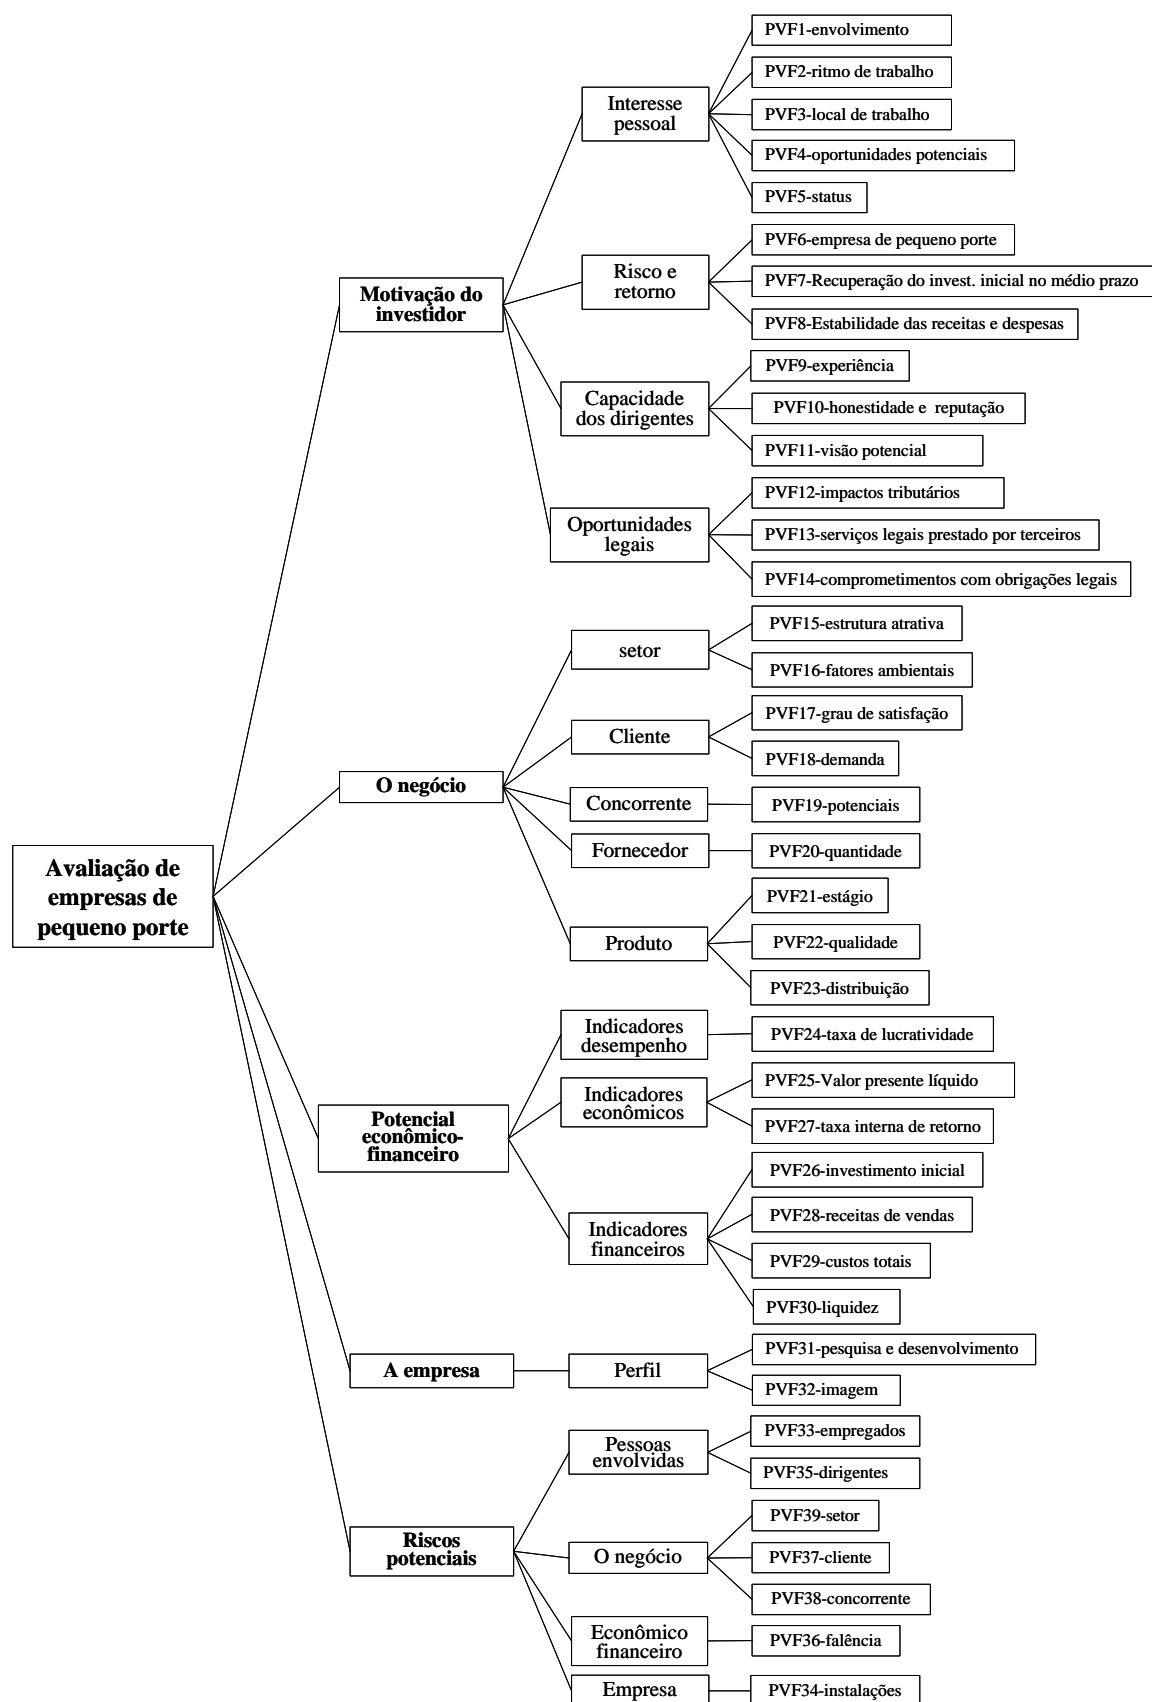 PVF1-envolvimento
PVF2-ritmo de trabalho
Interesse
pessoal
PVF3-local de trabalho
PVF4-oportunidades potenciais
PVF5-status
PVF6-empresa de pequeno porte
Risco e
retorno
PVF7-Recuperação do invest. inicial no médio prazo
Motivação do
investidor
PVF8-Estabilidade das receitas e despesas
PVF9-experiência
Capacidade
dos dirigentes
PVF10-honestidade e reputação
PVF11-visão potencial
PVF12-impactos tributários
Oportunidades
legais
PVF13-serviços legais prestado por terceiros
PVF14-comprometimentos com obrigações legais
PVF15-estrutura atrativa
setor
PVF16-fatores ambientais
PVF17-grau de satisfação
Cliente
PVF18-demanda
O negócio
Concorrente
PVF19-potenciais
Fornecedor
PVF20-quantidade
Avaliação de
empresas de
pequeno porte
PVF21-estágio
Produto
PVF22-qualidade
PVF23-distribuição
Indicadores
desempenho
PVF24-taxa de lucratividade
PVF25-Valor presente líquido
Indicadores
econômicos
PVF27-taxa interna de retorno
Potencial
econômico-
financeiro
PVF26-investimento inicial
PVF28-receitas de vendas
Indicadores
financeiros
PVF29-custos totais
PVF30-liquidez
PVF31-pesquisa e desenvolvimento
A empresa
Perfil
PVF32-imagem
PVF33-empregados
Pessoas
envolvidas
PVF35-dirigentes
PVF39-setor
Riscos
potenciais
O negócio
PVF37-cliente
PVF38-concorrente
Econômico
financeiro
PVF36-falência
Empresa
PVF34-instalações